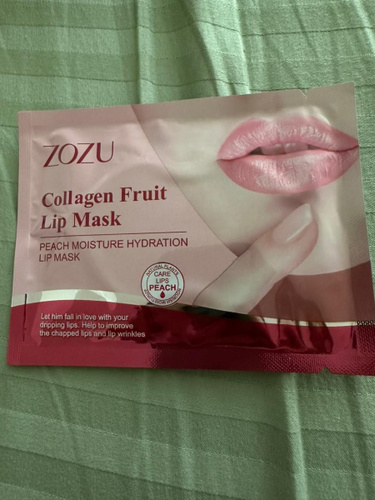 ZOZU
Collagen Fruit
Lip Mask
PEACH MOISTURE HYDRATION
LIP MASK
CARE
LIPS
PEACH
Let him fall in love with your
dripping lips. Help to improve
the chapped lips and lip wrinkles